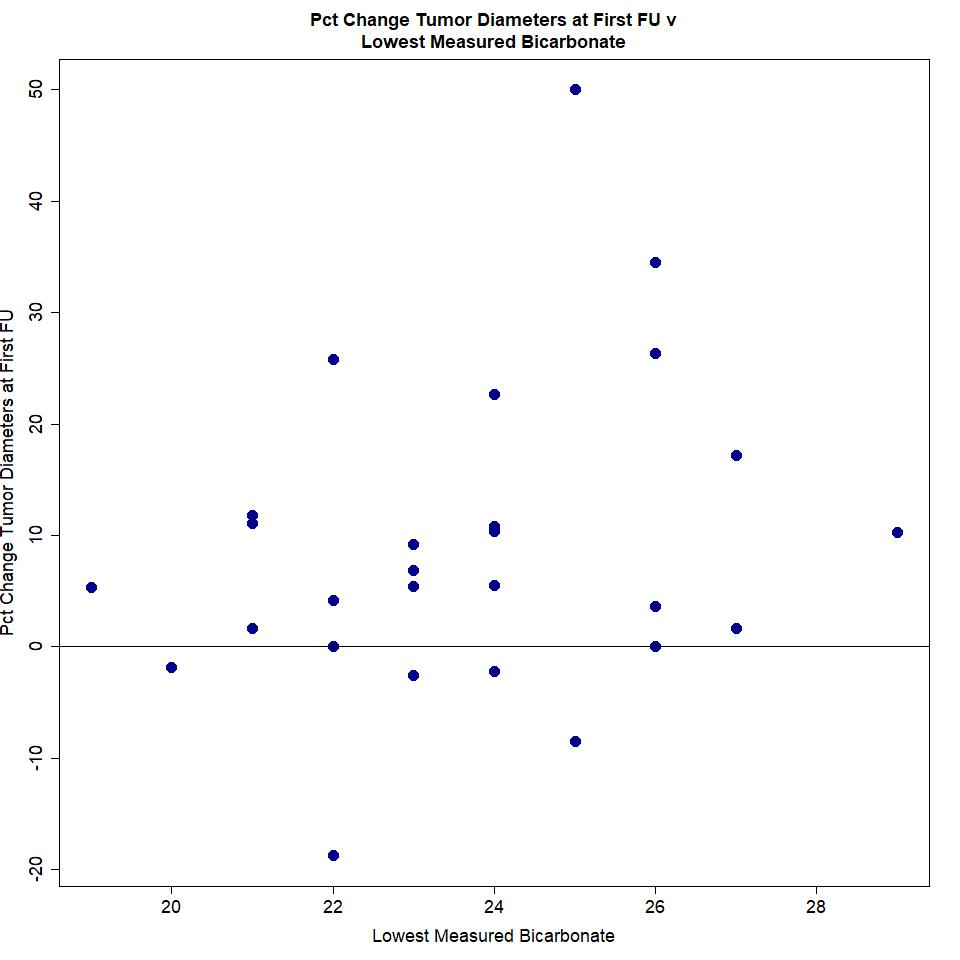 Pct Change Tumor Diameters at First FU v
Lowest Measured Bicarbonate
Pct Change Tumor Diameters at First FU
50
40
30
20
10
0
-10
-20
20 22 24 26 28
Lowest Measured Bicarbonate